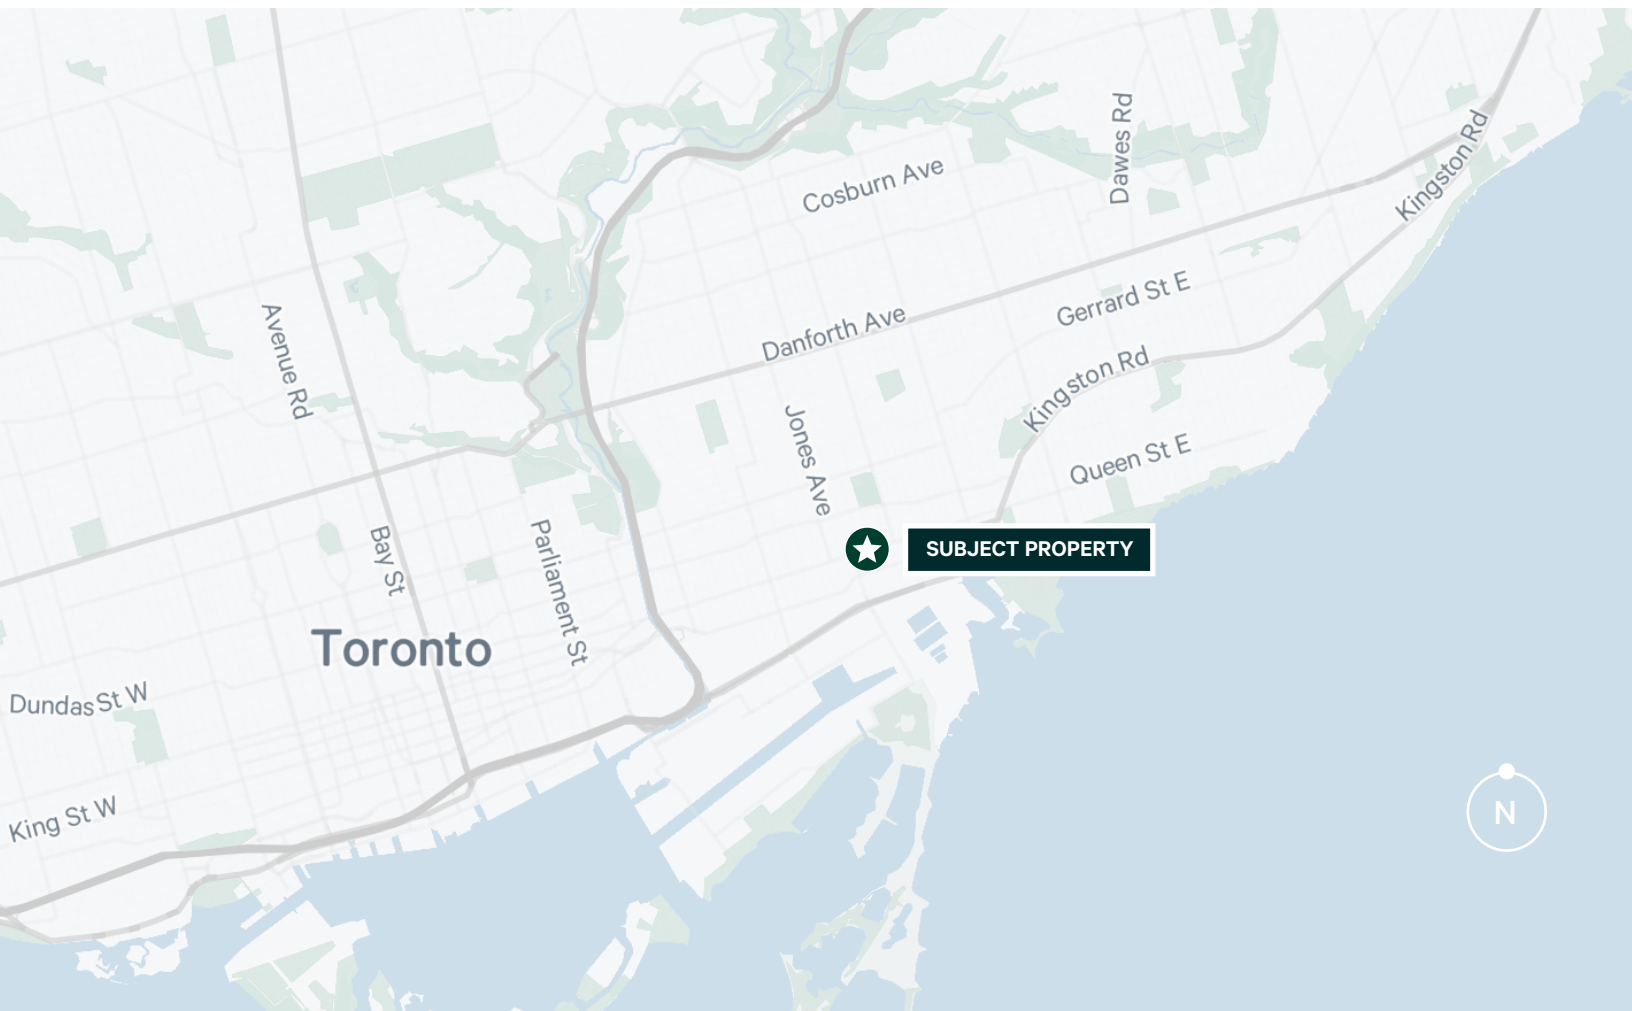 Dawes Rd
Kingston Rd
Cosburn Ave
Gerrard St E
Avenue Rd
Danforth Ave
Kingston Rd
Jones Ave
Queen St E
Bay St
Parliament St
SUBJECT PROPERTY
Toronto
Dundas St W
King St W
N